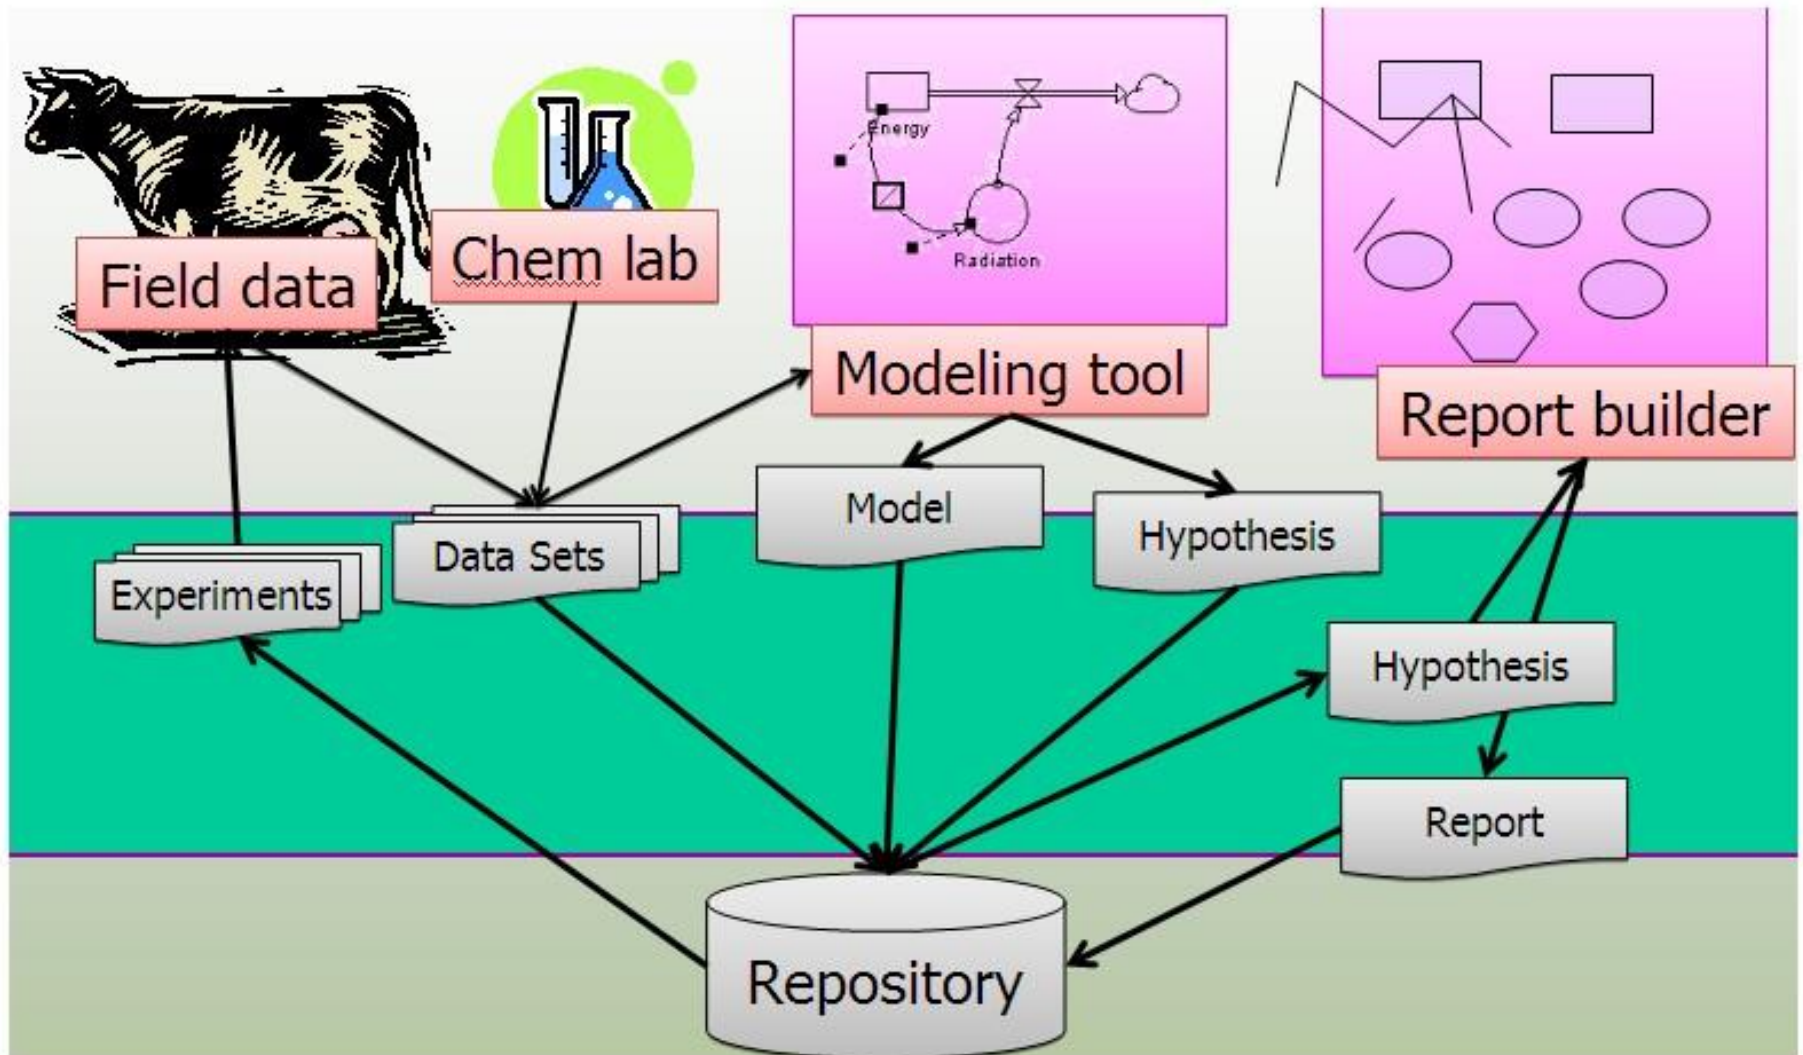 Energy
Radiation
Field data
Chem lab
Modeling tool
Report builder
Model
Hypothesis
Data Sets
Experiments
Hypothesis
Report
Repository